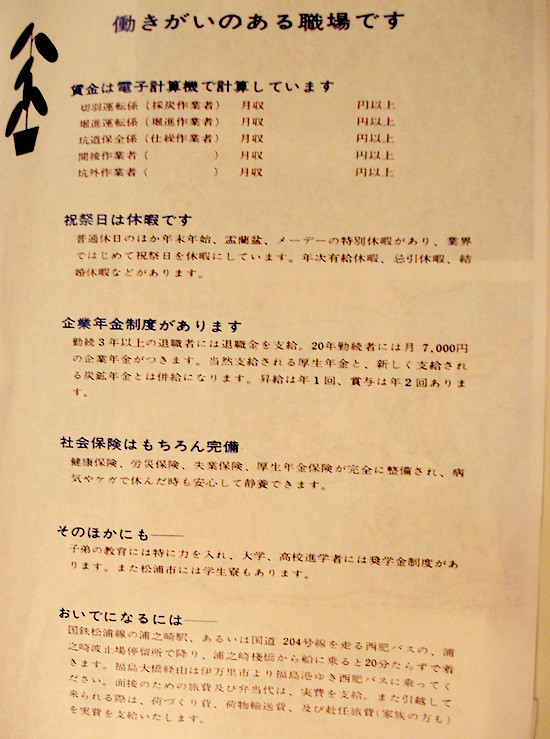 働きがいのある職場です
賃金は電子計算機で計算しています
切羽運転係（採炭作業者）　月収　　　　　　円以上
堀進運転係（堀進作業者）　月収　　　　　　円以上
坑道保全係（仕繰作業者）　月収　　　　　　円以上
間接作業者（　　　　　）　月収　　　　　　円以上
坑外作業者（　　　　　）　月収　　　　　　円以上
祝祭日は休暇です
普通休日のほか年末年始、盂蘭盆、メーデーの特別休暇があり、業界
ではじめて祝祭日を休暇にしています。年次有給休暇、忌引休暇、結
婚休暇などがあります。
企業年金制度があります
勤続３年以上の退職者には退職金を支給。20年勤続者には月 7,000円
の企業年金がつきます。当然支給される厚生年金と、新しく支給され
る炭鉱年金とは併給になります。昇給は年１回、賞与は年２回ありま
す。
社会保険はもちろん完備
健康保険、労災保険、失業保険、厚生年金保険が完全に整備され、病
気やケガで休んだ時も安心して静養できます。
そのほかにも――
子弟の教育には特に力を入れ、大学、高校進学者には奨学金制度があ
ります。また松浦市には学生寮もあります。
おいでになるには――
国鉄松浦線の浦之崎駅、あるいは国道 204号線を走る西肥バスの、浦
之崎波止場停留所で降り、浦之崎棧橋から船に乗ると20分たらずで着
きます。福島大橋経由は伊万里市より福島港ゆき西肥バスに乗ってく
ださい。面接のための旅費及び弁当代は、実費を支給。また引越して
来られる際は、荷づくり費、荷物輸送費、及び赴任旅費(家族の方も)
を実費を支給いたします。